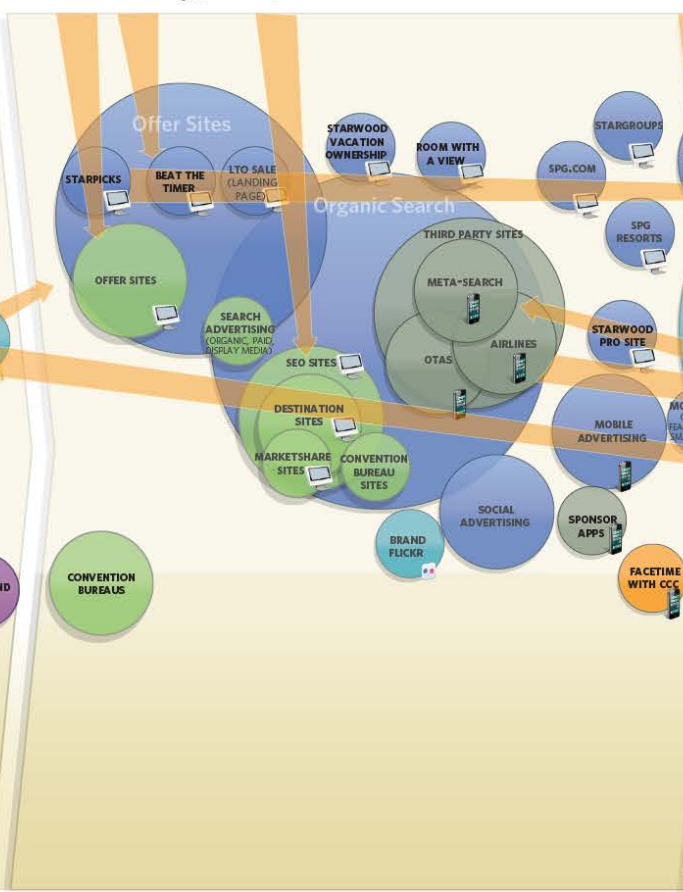 Offer Sites
STARPICKS
BEAT THE
TIMER
LTO SALE
(LANDING
PAGE)
STARWOOD
VACATION
OWNERSHIP
ROOM WITH
A VIEW
STARGROUPS
SPG.COM
SPG
RESORTS
Organic Search
THIRD PARTY SITES
META-SEARCH
OFFER SITES
SEARCH
ADVERTISING
(ORGANIC, PAID,
DISPLAY MEDIA)
OTAS
AIRLINES
STARWOOD
PRO SITE
SEO SITES
DESTINATION
SITES
MARKETSHARE
SITES
CONVENTION
BUREAU
SITES
MOBILE
ADVERTISING
SOCIAL
ADVERTISING
SPONSOR
APPS
BRAND
FLICKR
CONVENTION
BUREAUS
FACETIME
WITH CCC